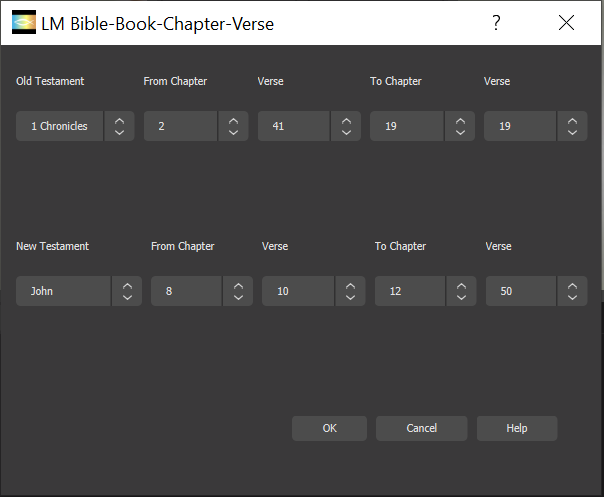 LM Bible-Book-Chapter-Verse ?
Old Testament From Chapter Verse To Chapter Verse
1 Chronicles 2 41 19 19
New Testament From Chapter Verse To Chapter Verse
John 8 10 12 50
OK Cancel Help